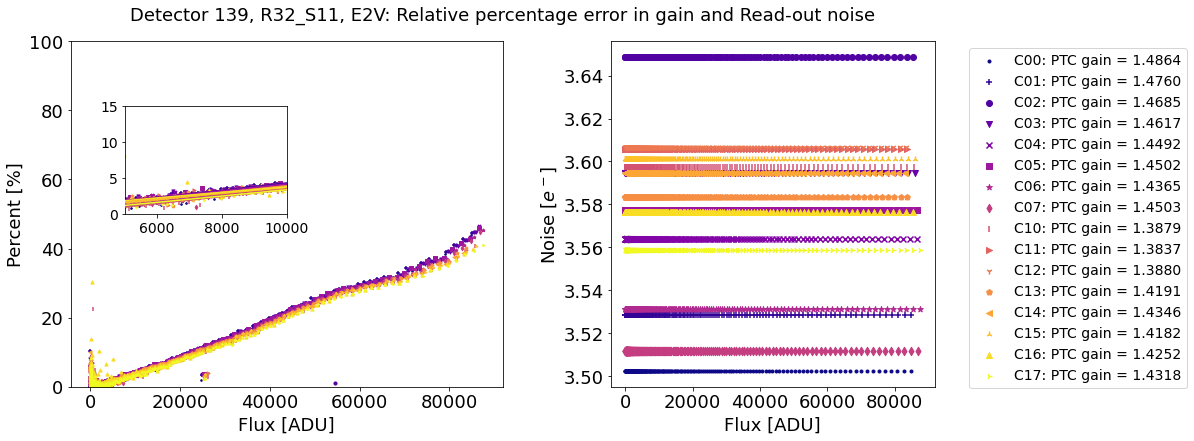 Detector 139, R32_S11, E2V: Relative percentage error in gain and Read-out noise
Percent [%]
100
80
60
40
20
0
15
10
5
0
6000 8000 10000
0 20000 40000 60000 80000
Flux [ADU]
Noise [e⁻]
3.64
3.62
3.60
3.58
3.56
3.54
3.52
3.50
0 20000 40000 60000 80000
Flux [ADU]
C00: PTC gain = 1.4864
C01: PTC gain = 1.4760
C02: PTC gain = 1.4685
C03: PTC gain = 1.4617
C04: PTC gain = 1.4492
C05: PTC gain = 1.4502
C06: PTC gain = 1.4365
C07: PTC gain = 1.4503
C10: PTC gain = 1.3879
C11: PTC gain = 1.3837
C12: PTC gain = 1.3880
C13: PTC gain = 1.4191
C14: PTC gain = 1.4346
C15: PTC gain = 1.4182
C16: PTC gain = 1.4252
C17: PTC gain = 1.4318